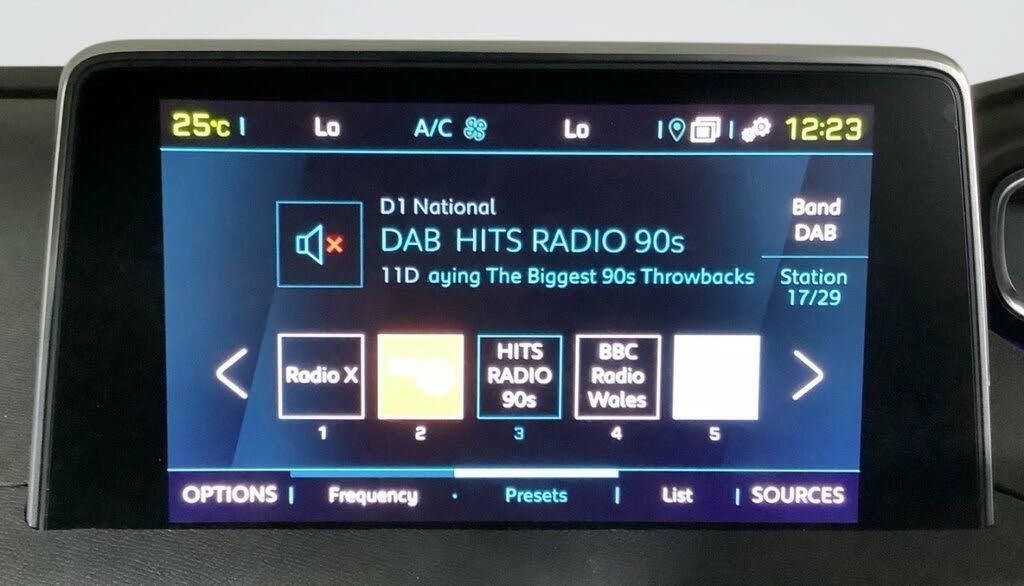 25°C Lo A/C Lo 12:23
D1 National
DAB HITS RADIO 90s
11D aying The Biggest 90s Throwbacks
Band
DAB
Station
17/29
Radio X
HITS
RADIO
90s
BBC
Radio
Wales
1 2 3 4 5
OPTIONS Frequency Presets List SOURCES